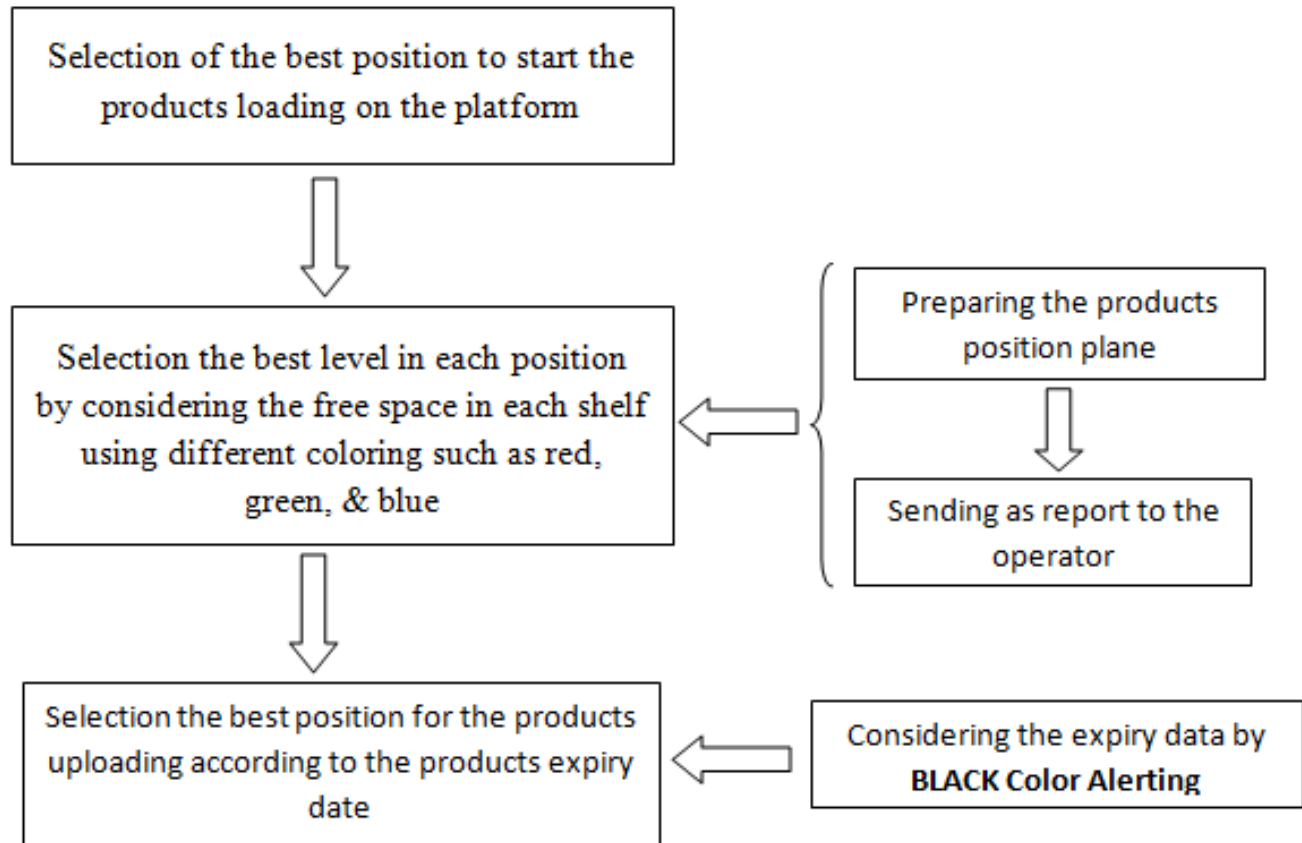 Selection of the best position to start the
products loading on the platform
Selection the best level in each position
by considering the free space in each shelf
using different coloring such as red,
green, & blue
Preparing the products
position plane
Sending as report to the
operator
Selection the best position for the products
uploading according to the products expiry
date
Considering the expiry data by
BLACK Color Alerting